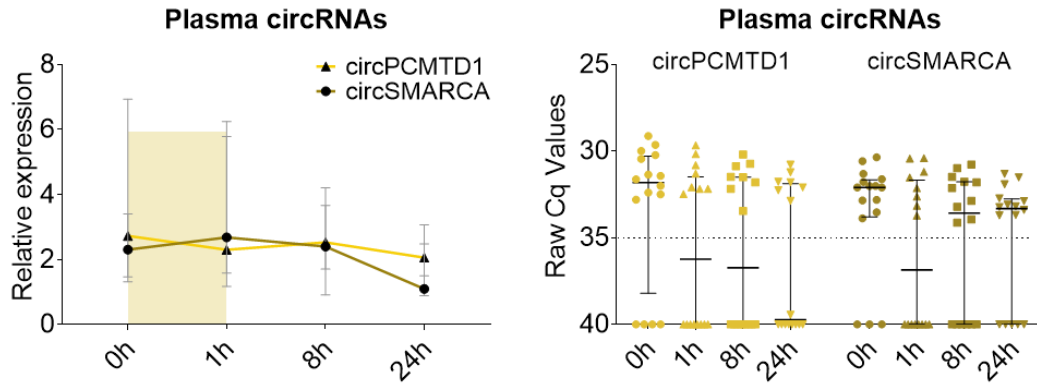 Plasma circRNAs
Relative expression
8
6
4
2
0
circPCMTD1
circSMARCA
0h
1h
8h
24h
Plasma circRNAs
Raw Cq Values
25
30
35
40
circPCMTD1
circSMARCA
0h
1h
8h
24h
0h
1h
8h
24h